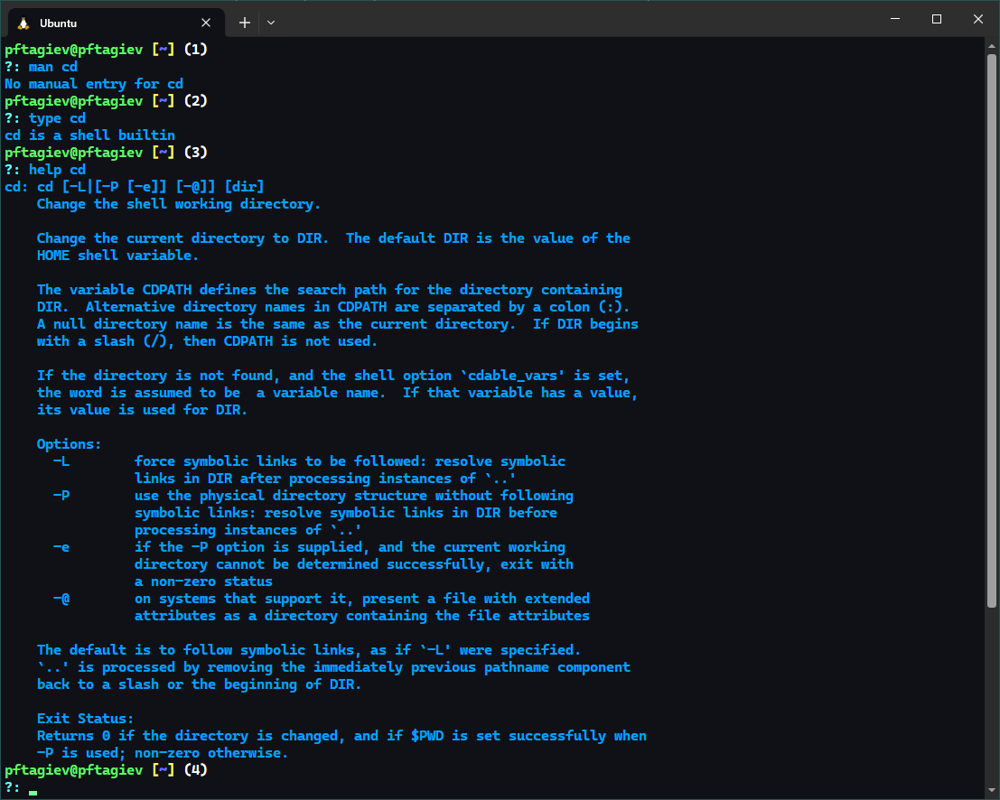 Ubuntu
pftagiev@pftagiev [~] (1)
?: man cd
No manual entry for cd
pftagiev@pftagiev [~] (2)
?: type cd
cd is a shell builtin
pftagiev@pftagiev [~] (3)
?: help cd
cd: cd [-L|[-P [-e]] [-@]] [dir]
    Change the shell working directory.

    Change the current directory to DIR.  The default DIR is the value of the
    HOME shell variable.

    The variable CDPATH defines the search path for the directory containing
    DIR.  Alternative directory names in CDPATH are separated by a colon (:).
    A null directory name is the same as the current directory.  If DIR begins
    with a slash (/), then CDPATH is not used.

    If the directory is not found, and the shell option `cdable_vars' is set,
    the word is assumed to be  a variable name.  If that variable has a value,
    its value is used for DIR.

    Options:
      -L        force symbolic links to be followed: resolve symbolic
                links in DIR after processing instances of `..'
      -P        use the physical directory structure without following
                symbolic links: resolve symbolic links in DIR before
                processing instances of `..'
      -e        if the -P option is supplied, and the current working
                directory cannot be determined successfully, exit with
                a non-zero status
      -@        on systems that support it, present a file with extended
                attributes as a directory containing the file attributes

    The default is to follow symbolic links, as if `-L' were specified.
    `..' is processed by removing the immediately previous pathname component
    back to a slash or the beginning of DIR.

    Exit Status:
    Returns 0 if the directory is changed, and if $PWD is set successfully when
    -P is used; non-zero otherwise.
pftagiev@pftagiev [~] (4)
?: